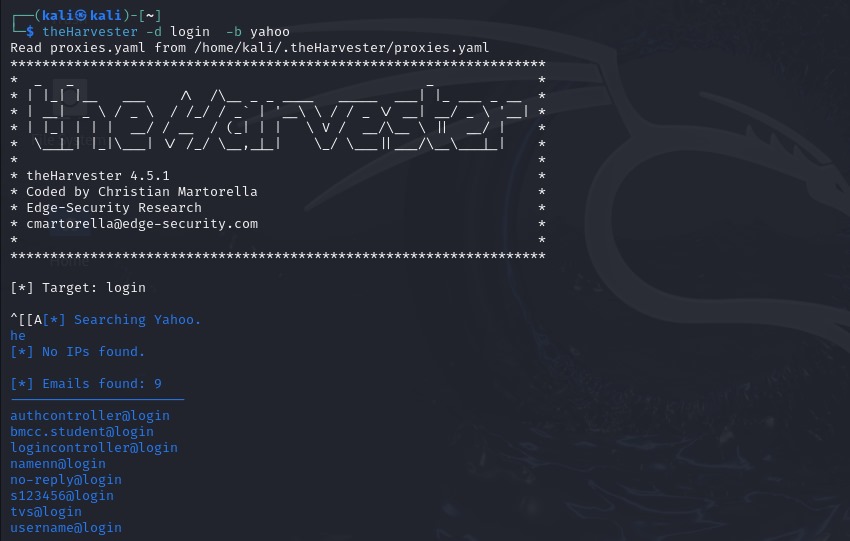 ┌──(kali㉿kali)-[~]
└─$ theHarvester -d login  -b yahoo
Read proxies.yaml from /home/kali/.theHarvester/proxies.yaml
*******************************************************************
*  _   _                                            _             *
* | |_| |__   ___    /\  /\__ _ _ ____   _____  ___| |_ ___ _ __  *
* | __|  _ \ / _ \  / /_/ / _` | '__\ \ / / _ \/ __| __/ _ \ '__| *
* | |_| | | |  __/ / __  / (_| | |   \ V /  __/\__ \ ||  __/ |    *
*  \__|_| |_|\___| \/ /_/ \__,_|_|    \_/ \___||___/\__\___|_|    *
*                                                                 *
* theHarvester 4.5.1                                              *
* Coded by Christian Martorella                                   *
* Edge-Security Research                                          *
* cmartorella@edge-security.com                                   *
*                                                                 *
*******************************************************************
[*] Target: login
^[[A[*] Searching Yahoo.
he
[*] No IPs found.
[*] Emails found: 9
----------------------
authcontroller@login
bmcc.student@login
logincontroller@login
namenn@login
no-reply@login
s123456@login
tvs@login
username@login